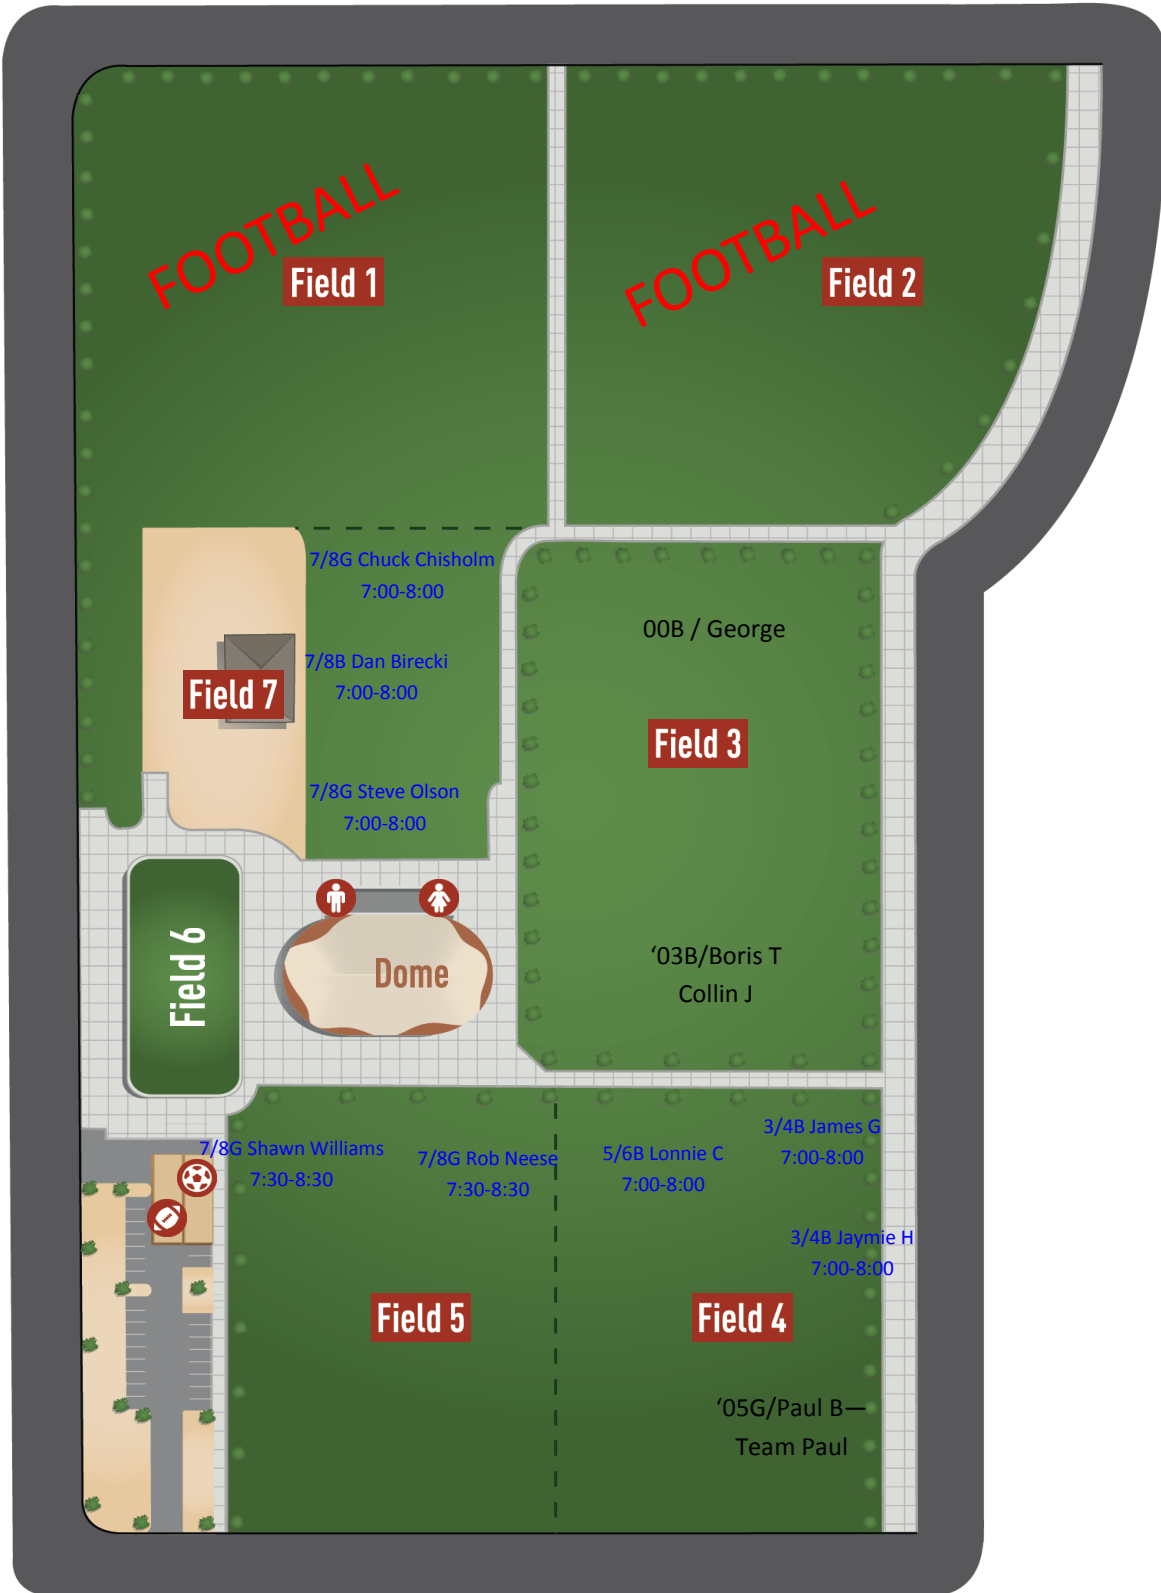 FOOTBALL
Field 1
FOOTBALL
Field 2
7/8G Chuck Chisholm
7:00-8:00
7/8B Dan Birecki
7:00-8:00
Field 7
7/8G Steve Olson
7:00-8:00
00B / George
Field 3
‘03B/Boris T
Collin J
Field 6
Dome
7/8G Shawn Williams
7:30-8:30
7/8G Rob Neese
7:30-8:30
5/6B Lonnie C
7:00-8:00
3/4B James G
7:00-8:00
3/4B Jaymie H
7:00-8:00
Field 5
Field 4
‘05G/Paul B—
Team Paul